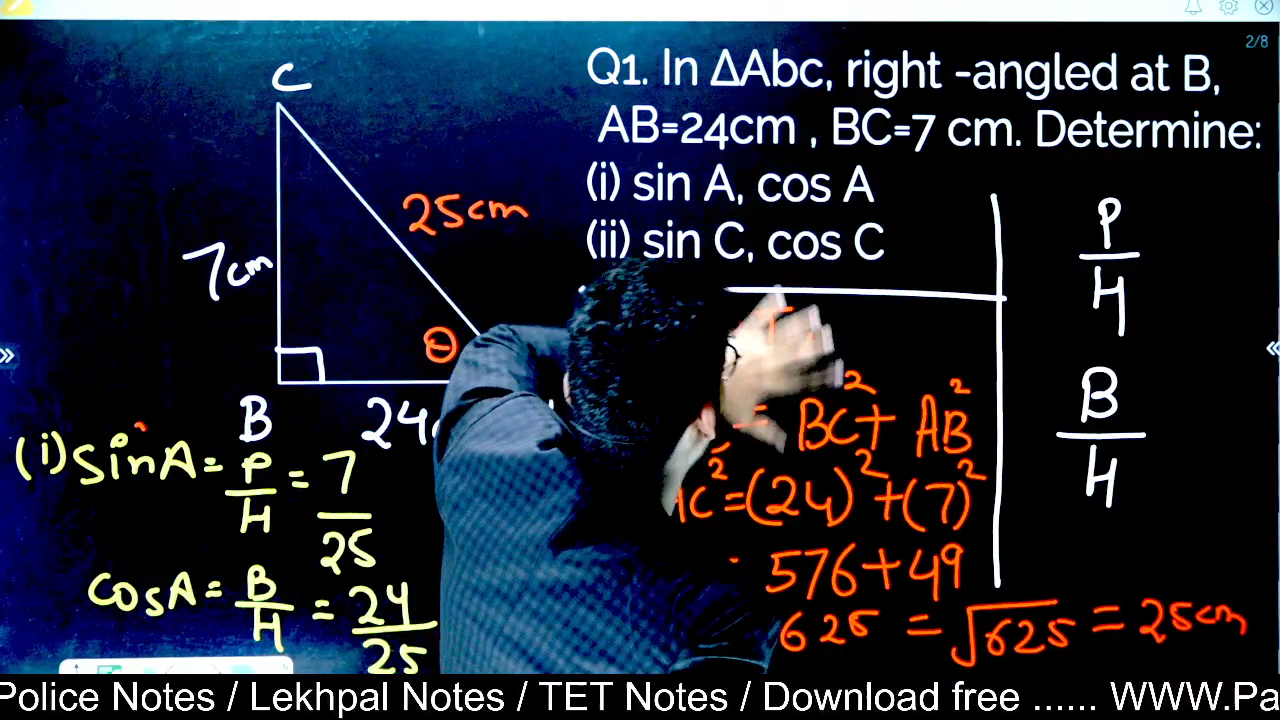 2/8
Q1. In ΔAbc, right -angled at B,
AB=24cm , BC=7 cm. Determine:
(i) sin A, cos A
(ii) sin C, cos C
C
25cm
7cm
θ
B
24
P/H
B/H
= BC² + AB²
AC² = (24)² + (7)²
576 + 49
625 = √625 = 25cm
(i) sinA = P/H = 7/25
cosA = B/H = 24/25
Police Notes / Lekhpal Notes / TET Notes / Download free ...... WWW.Pa